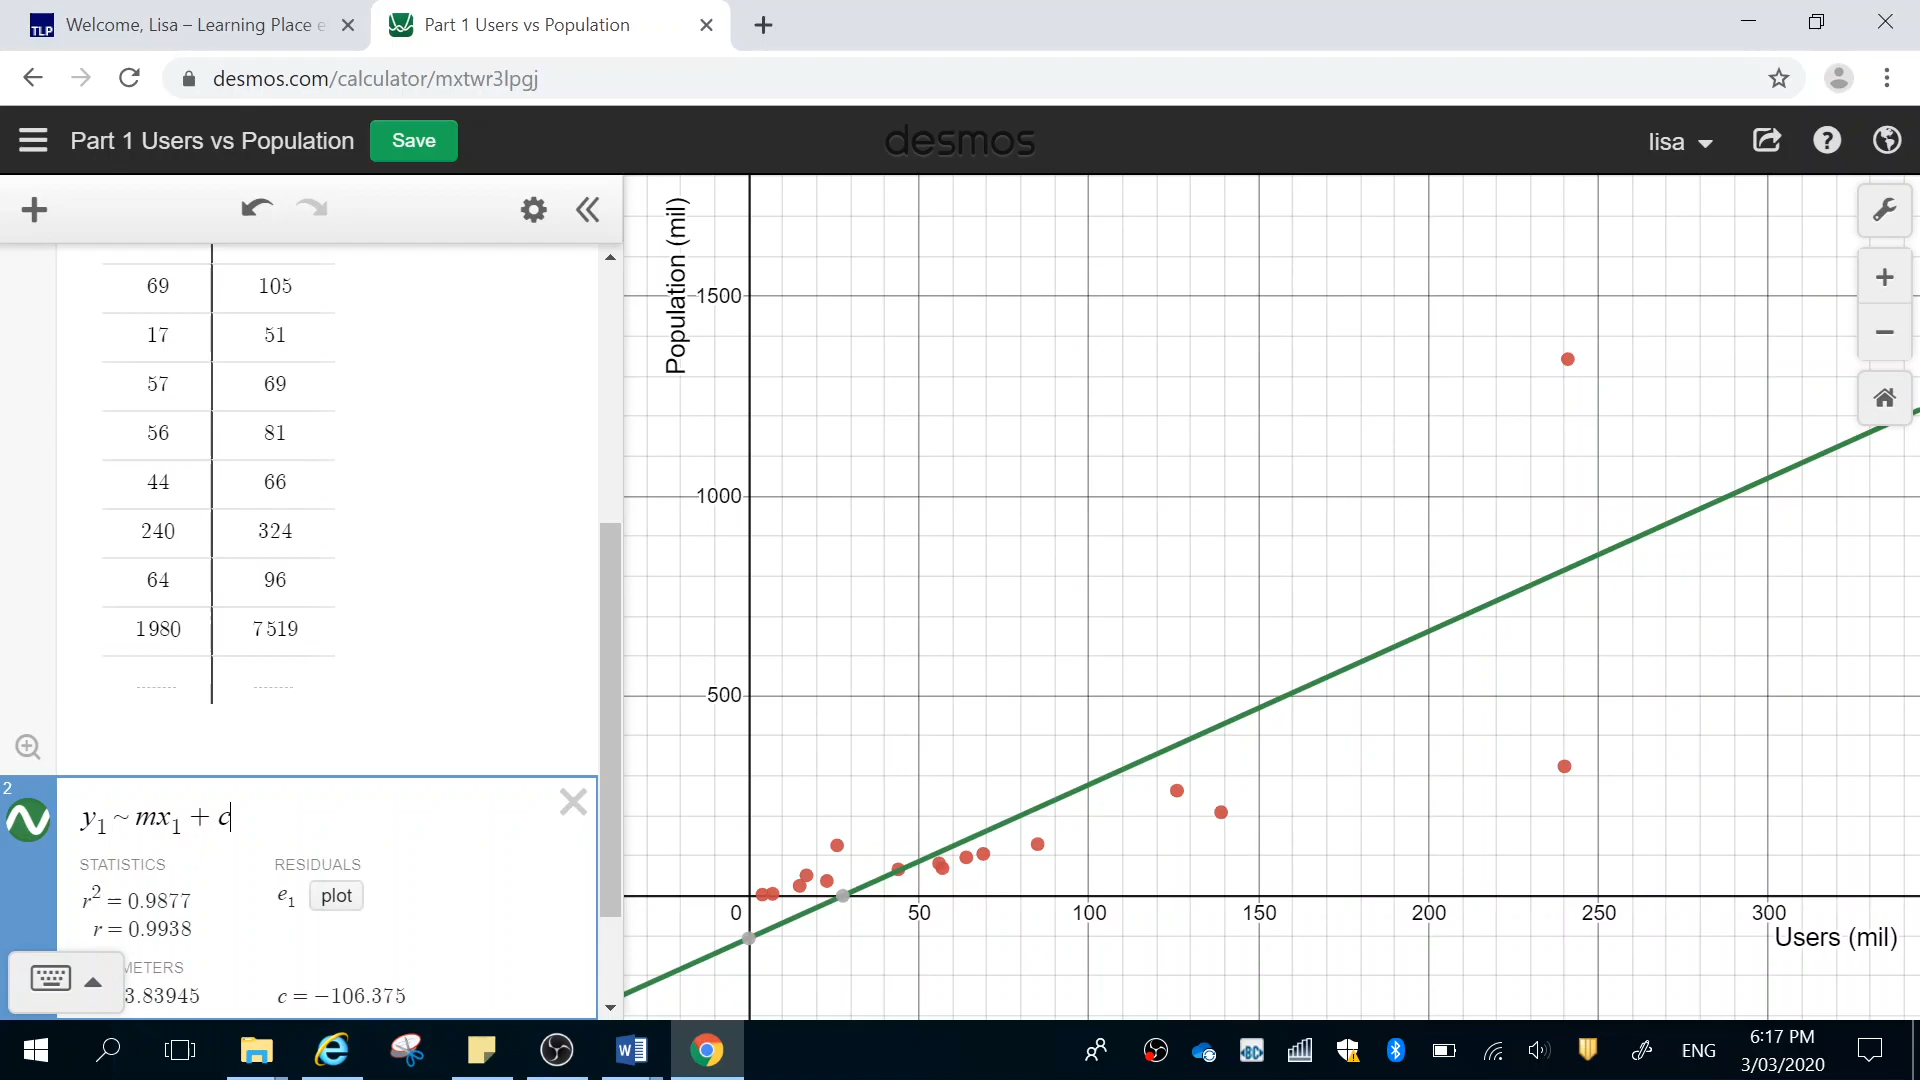 TLP Welcome, Lisa – Learning Place e
Part 1 Users vs Population
desmos.com/calculator/mxtwr3lpgj
Part 1 Users vs Population
Save
desmos
lisa
69 105
17 51
57 69
56 81
44 66
240 324
64 96
1980 7519
2
y₁ ~ mx₁ + c
STATISTICS RESIDUALS
r² = 0.9877 e₁ plot
r = 0.9938
METERS
3.83945 c = −106.375
Population (mil)
1500
1000
500
0 50 100 150 200 250 300
Users (mil)
ENG
6:17 PM
3/03/2020